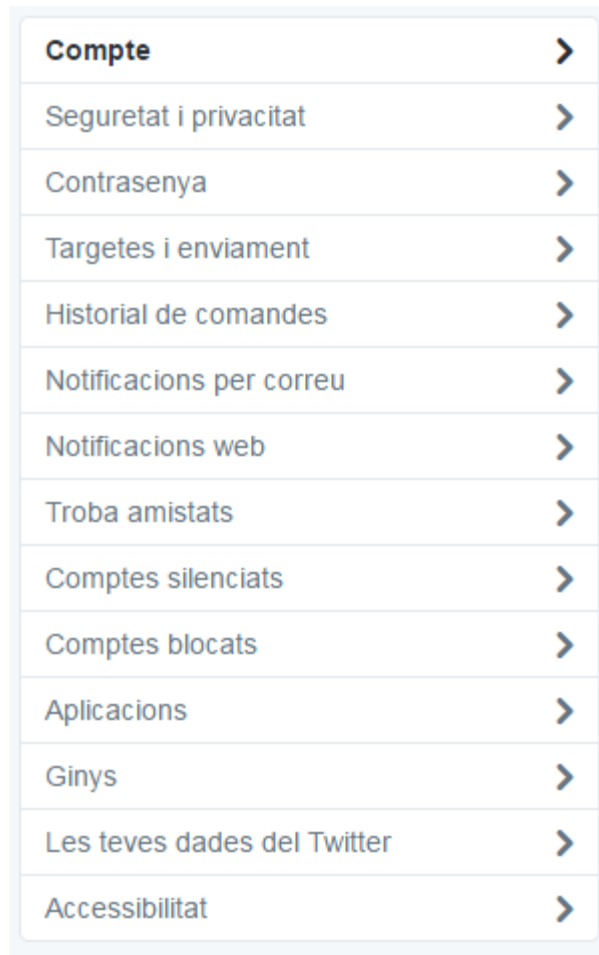 Compte
Seguretat i privacitat
Contrasenya
Targetes i enviament
Historial de comandes
Notificacions per correu
Notificacions web
Troba amistats
Comptes silenciats
Comptes blocats
Aplicacions
Ginys
Les teves dades del Twitter
Accessibilitat